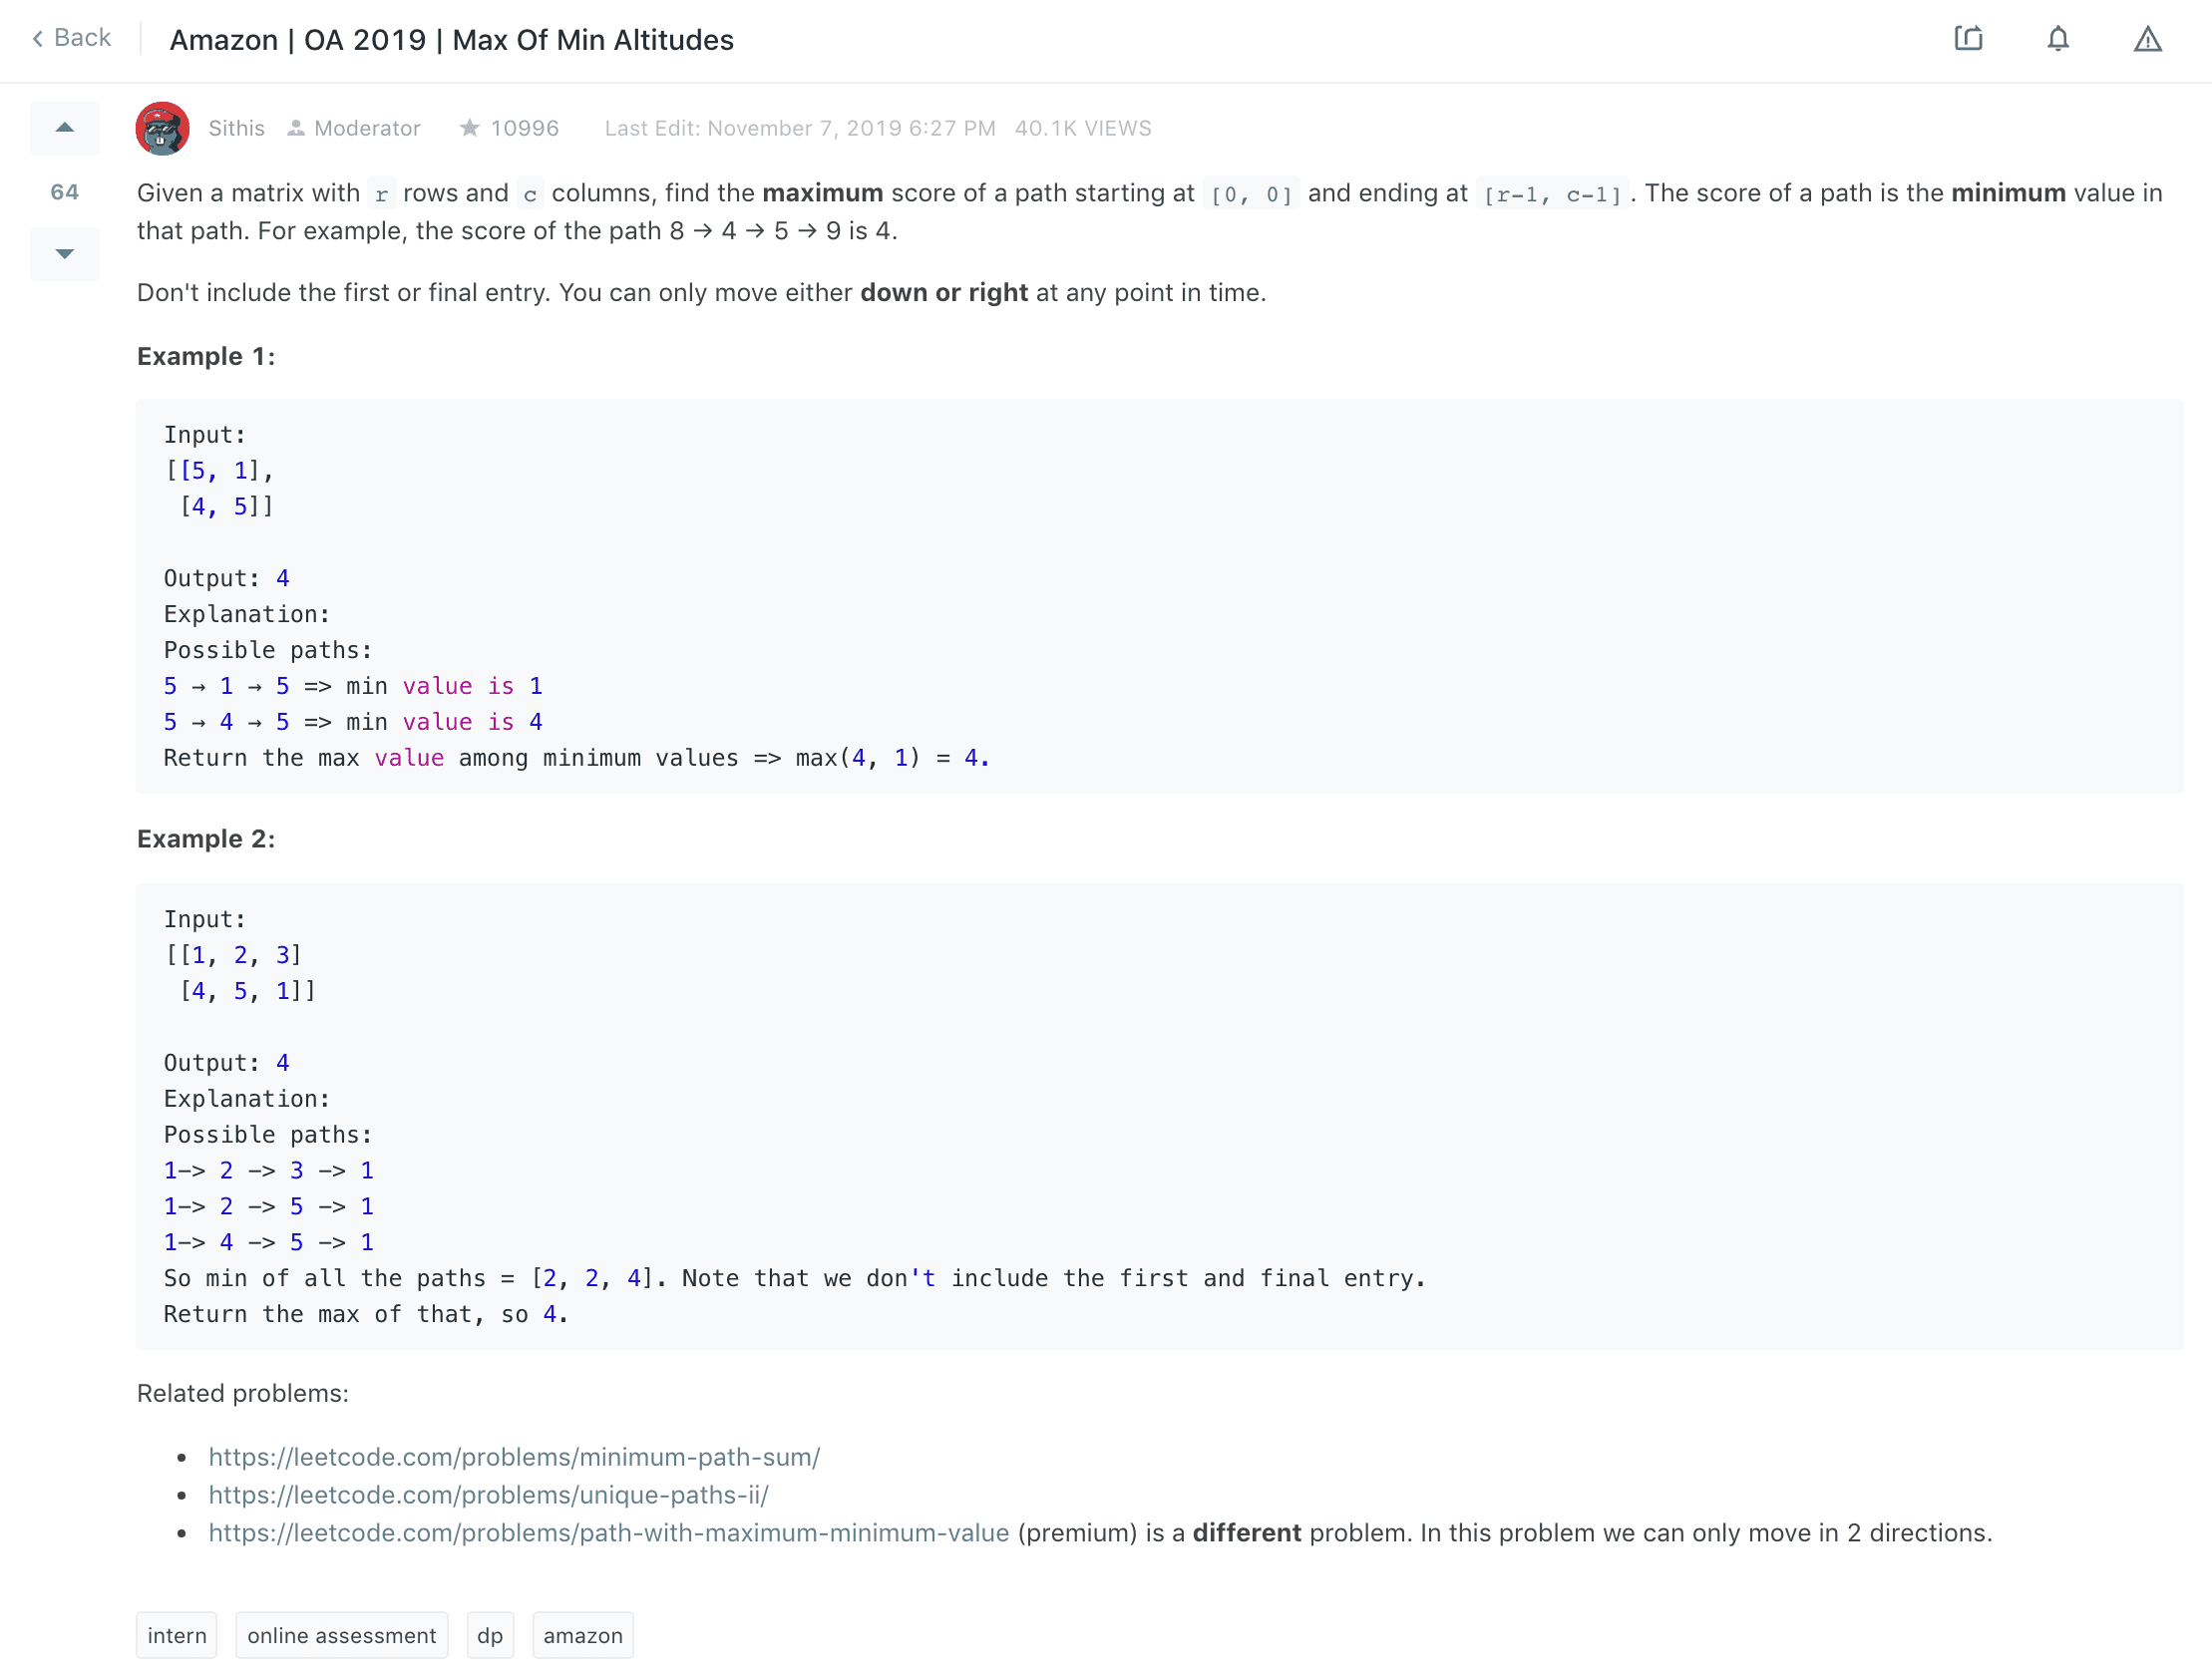 Back
Amazon | OA 2019 | Max Of Min Altitudes
64
Sithis Moderator 10996 Last Edit: November 7, 2019 6:27 PM 40.1K VIEWS
Given a matrix with r rows and c columns, find the maximum score of a path starting at [0, 0] and ending at [r-1, c-1]. The score of a path is the minimum value in
that path. For example, the score of the path 8 → 4 → 5 → 9 is 4.
Don't include the first or final entry. You can only move either down or right at any point in time.
Example 1:
Input:
[[5, 1],
 [4, 5]]
Output: 4
Explanation:
Possible paths:
5 → 1 → 5 => min value is 1
5 → 4 → 5 => min value is 4
Return the max value among minimum values => max(4, 1) = 4.
Example 2:
Input:
[[1, 2, 3]
 [4, 5, 1]]
Output: 4
Explanation:
Possible paths:
1-> 2 -> 3 -> 1
1-> 2 -> 5 -> 1
1-> 4 -> 5 -> 1
So min of all the paths = [2, 2, 4]. Note that we don't include the first and final entry.
Return the max of that, so 4.
Related problems:
• https://leetcode.com/problems/minimum-path-sum/
• https://leetcode.com/problems/unique-paths-ii/
• https://leetcode.com/problems/path-with-maximum-minimum-value (premium) is a different problem. In this problem we can only move in 2 directions.
intern online assessment dp amazon